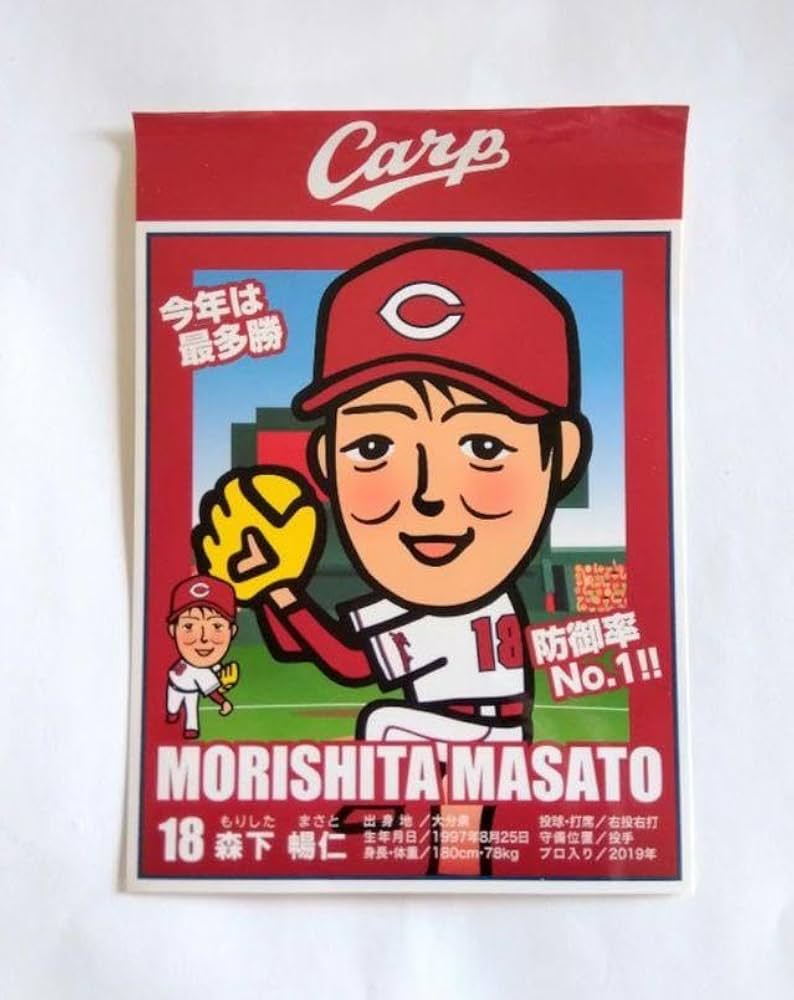 Carp
C
今年は
最多勝
18
C
防御率
No.1!!
MORISHITA MASATO
もりした まさと
18 森下 暢仁
出身地/大分県
生年月日/1997年8月25日
身長・体重/180cm・78kg
投球・打席/右投右打
守備位置/投手
プロ入り/2019年